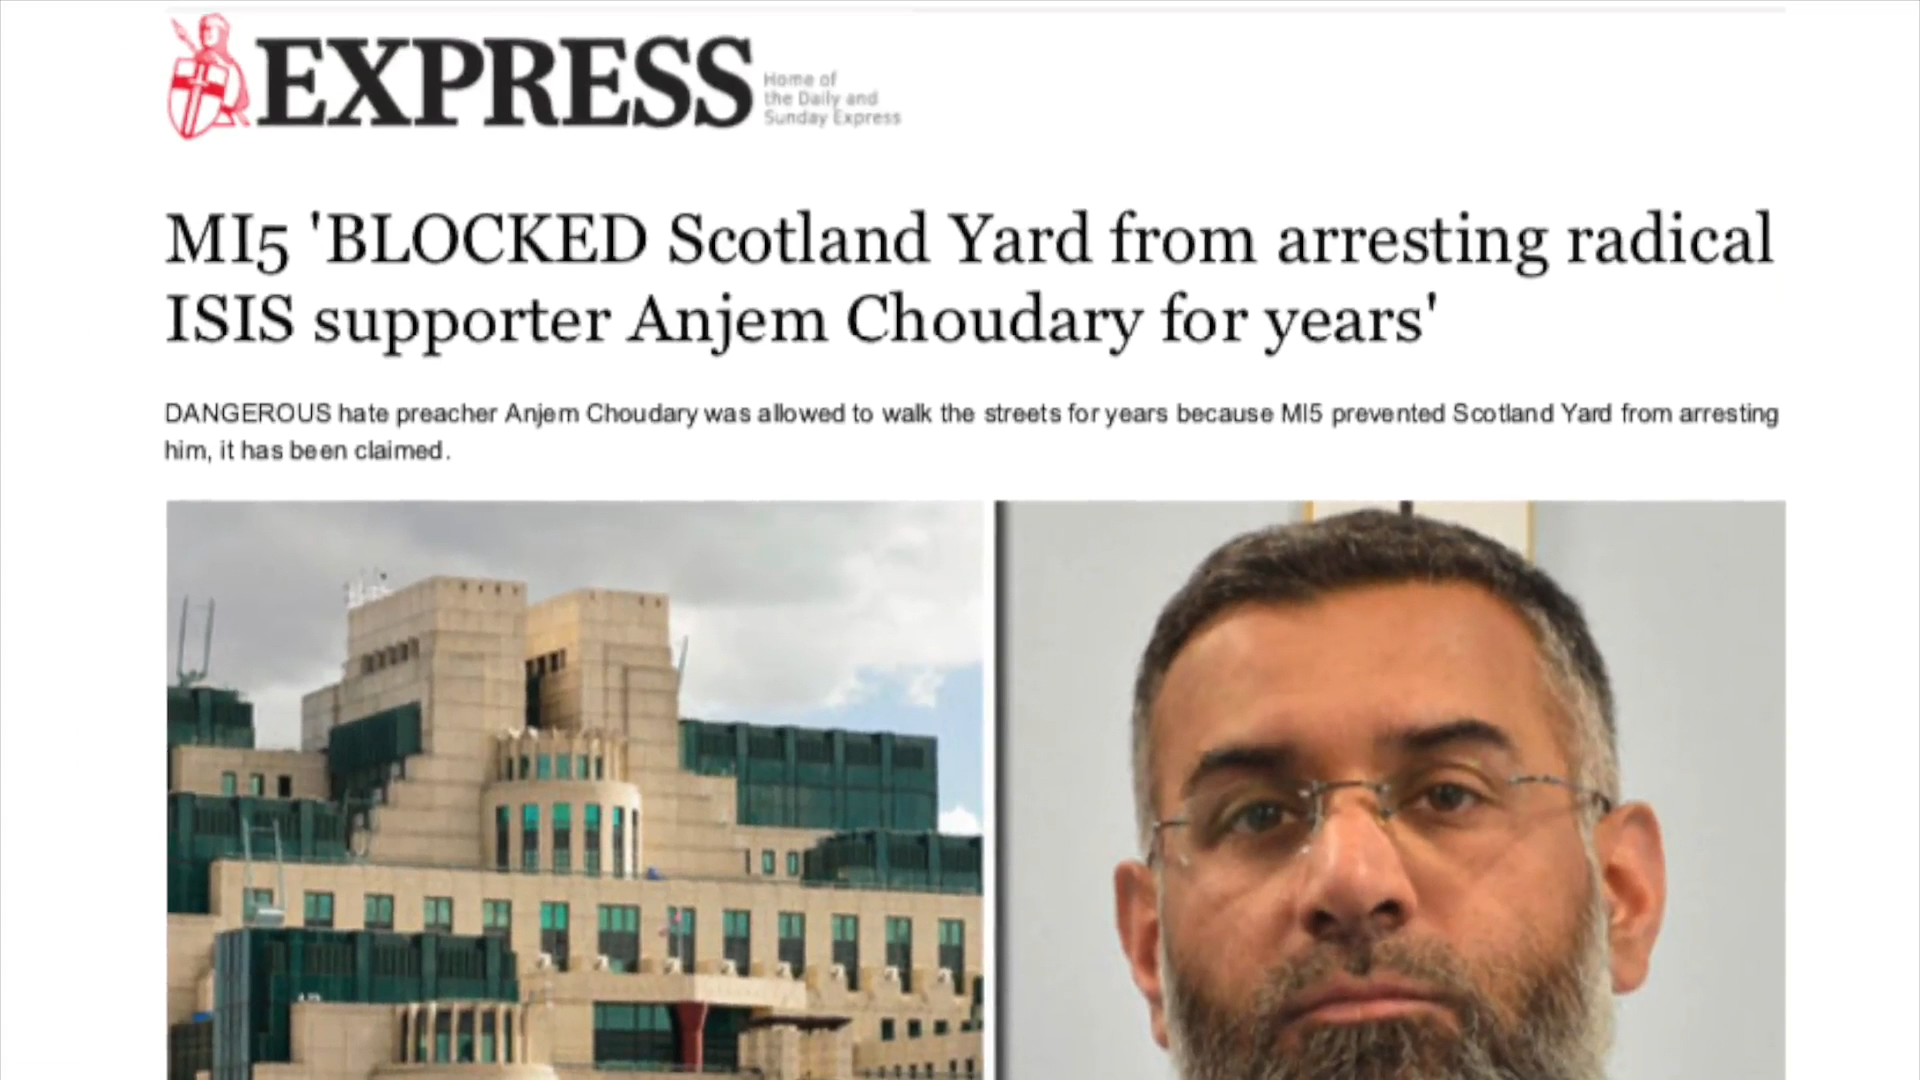 EXPRESS
Home of
the Daily and
Sunday Express
MI5 'BLOCKED Scotland Yard from arresting radical
ISIS supporter Anjem Choudary for years'
DANGEROUS hate preacher Anjem Choudary was allowed to walk the streets for years because MI5 prevented Scotland Yard from arresting
him, it has been claimed.